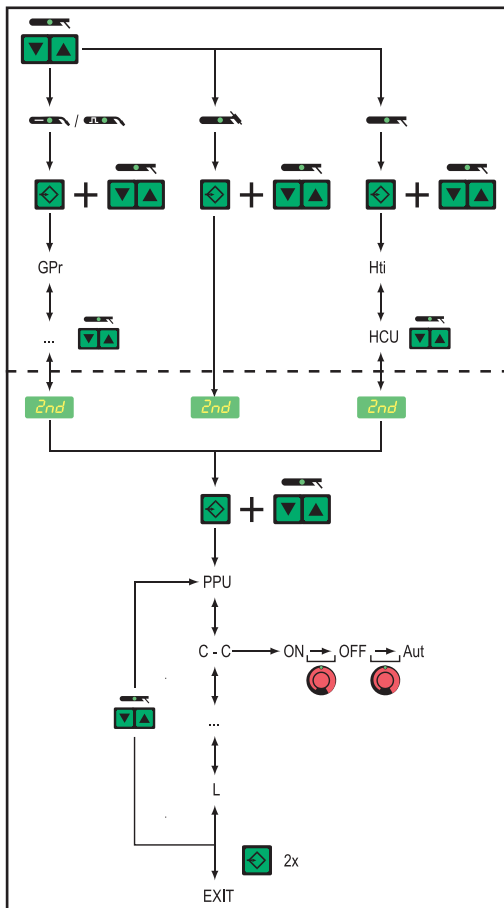 /
+ + +
GPr Hti
... HCU
2nd 2nd 2nd
+
PPU
C - C ON OFF Aut
...
L
2x
EXIT